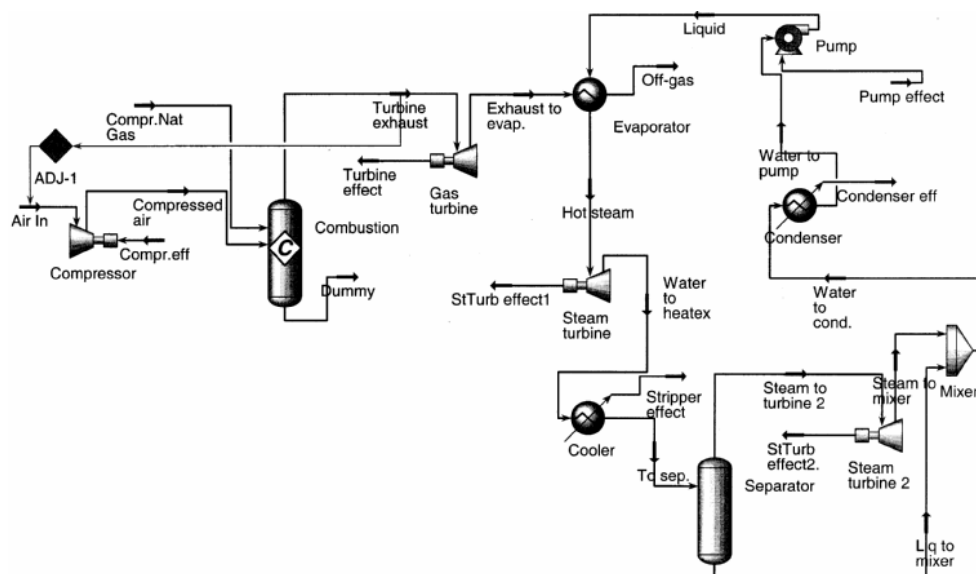 Liquid
Pump
Off-gas
Pump effect
Compr.Nat
Gas
Turbine
exhaust
Exhaust to
evap.
Evaporator
ADJ-1
Turbine
effect
Gas
turbine
Water to
pump
Condenser eff
Air In
Compressed
air
Combustion
Hot steam
Condenser
Compr.eff
Compressor
C
Dummy
StTurb effect1
Steam
turbine
Water
to
heatex
Water
to
cond.
Stripper
effect
Steam to
turbine 2
Steam to
mixer
Mixer
Cooler
StTurb
effect2.
Steam
turbine 2
To sep.
Separator
Liq to
mixer